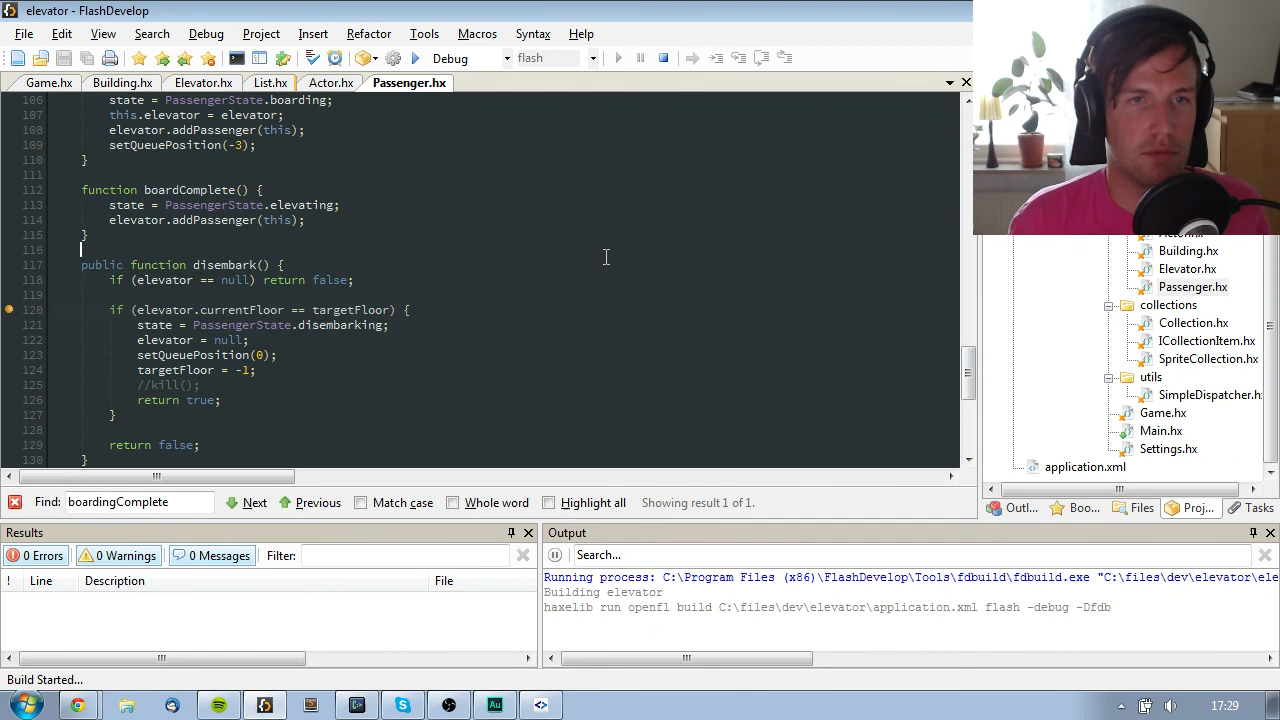 elevator - FlashDevelop
File Edit View Search Debug Project Insert Refactor Tools Macros Syntax Help
Debug flash
Game.hx Building.hx Elevator.hx List.hx Actor.hx Passenger.hx
106 state = PassengerState.boarding;
107 this.elevator = elevator;
108 elevator.addPassenger(this);
109 setQueuePosition(-3);
110 }
111
112 function boardComplete() {
113 state = PassengerState.elevating;
114 elevator.addPassenger(this);
115 }
116
117 public function disembark() {
118 if (elevator == null) return false;
119
120 if (elevator.currentFloor == targetFloor) {
121 state = PassengerState.disembarking;
122 elevator = null;
123 setQueuePosition(0);
124 targetFloor = -1;
125 //kill();
126 return true;
127 }
128
129 return false;
130 }
Actor.hx
Building.hx
Elevator.hx
Passenger.hx
collections
Collection.hx
ICollectionItem.hx
SpriteCollection.hx
utils
SimpleDispatcher.h
Game.hx
Main.hx
Settings.hx
application.xml
Find: boardingComplete Next Previous Match case Whole word Highlight all Showing result 1 of 1.
Outl... Boo... Files Proj... Tasks
Results
0 Errors 0 Warnings 0 Messages Filter:
! Line Description File
Output
Search...
Running process: C:\Program Files (x86)\FlashDevelop\Tools\fdbuild\fdbuild.exe "C:\files\dev\elevator\ele
Building elevator
haxelib run openfl build C:\files\dev\elevator\application.xml flash -debug -Dfdb
Build Started...
17:29